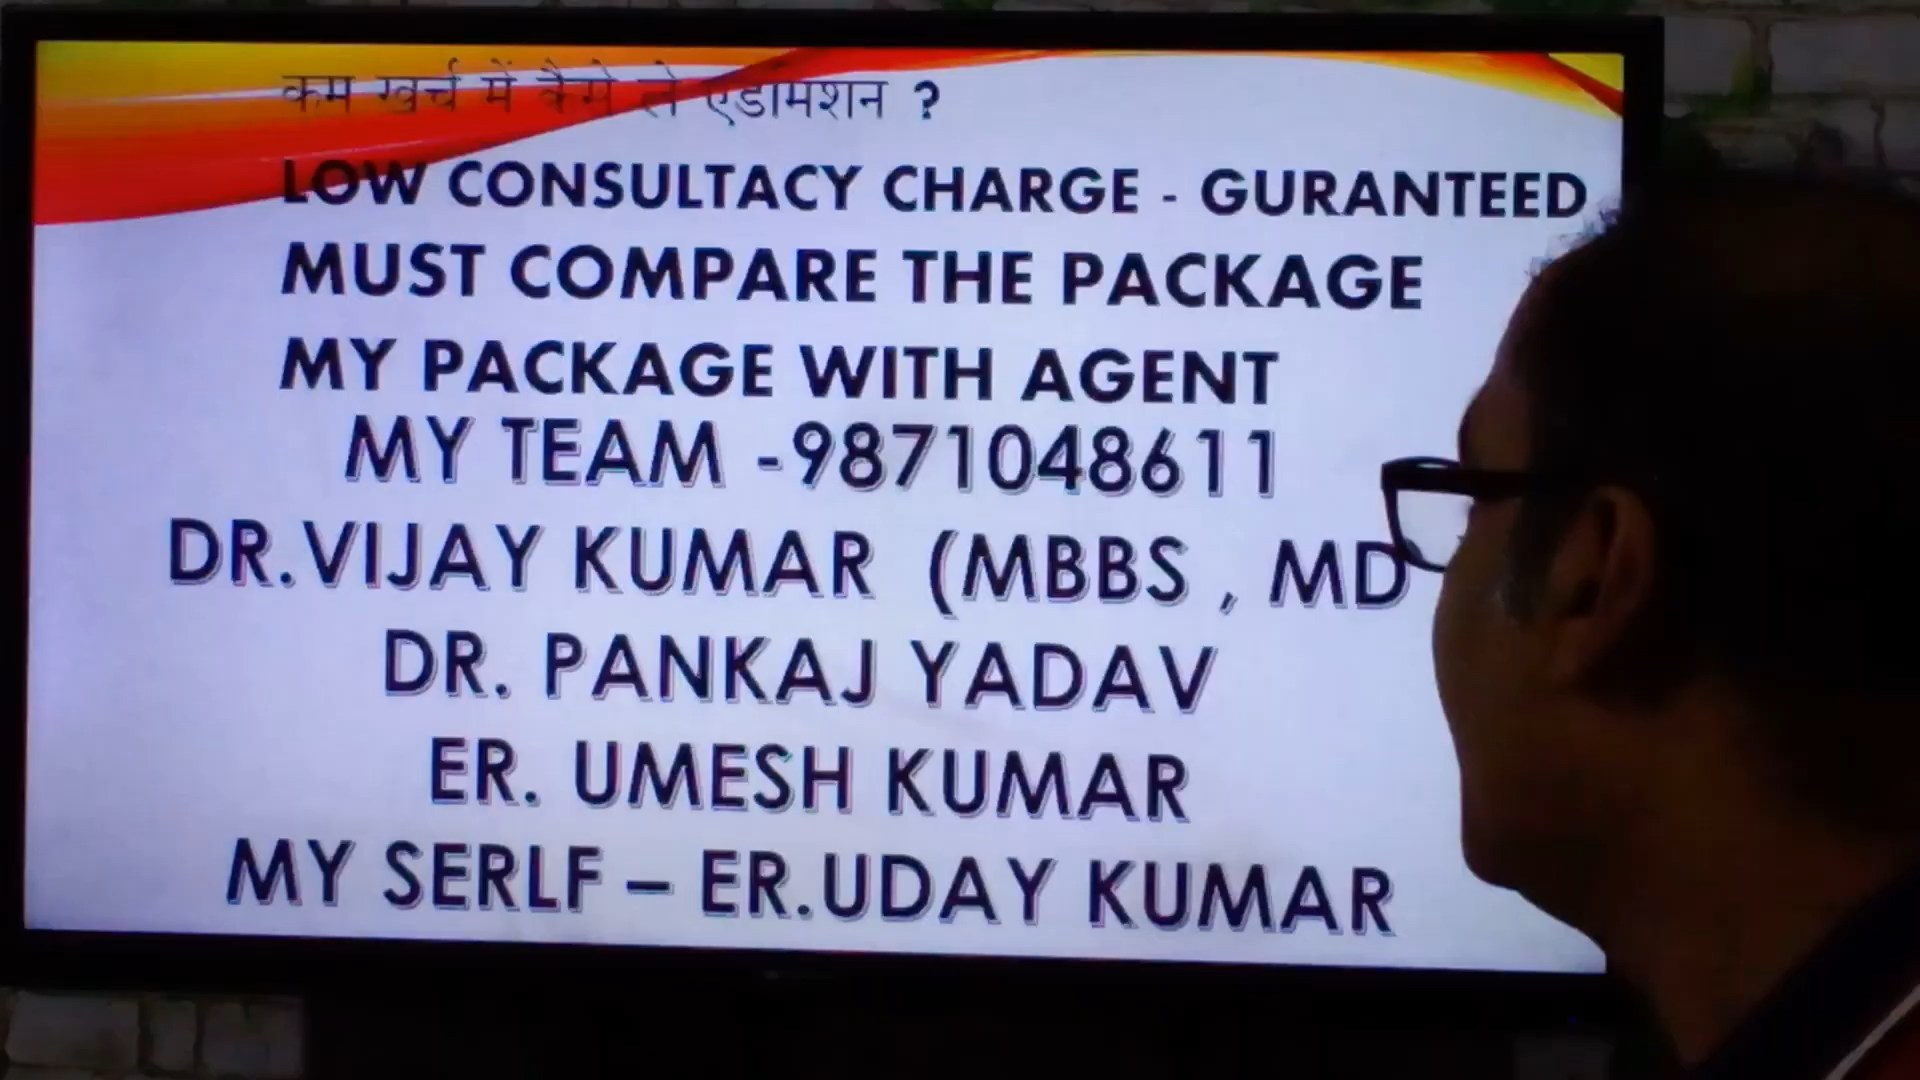 कम खर्च में कैसे ले एडमिशन ?
LOW CONSULTACY CHARGE - GURANTEED
MUST COMPARE THE PACKAGE
MY PACKAGE WITH AGENT
MY TEAM -9871048611
DR.VIJAY KUMAR (MBBS , MD
DR. PANKAJ YADAV
ER. UMESH KUMAR
MY SERLF – ER.UDAY KUMAR